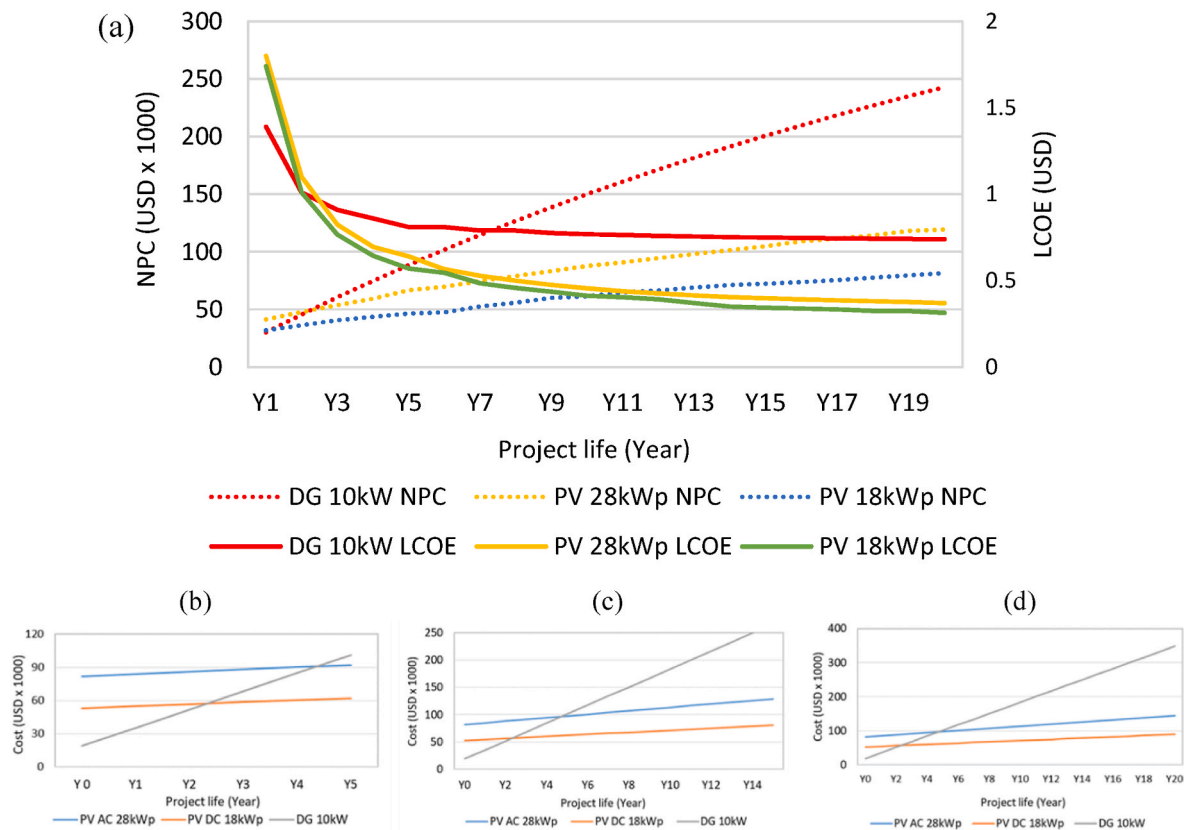 (a)
NPC (USD x 1000)
300
250
200
150
100
50
0
2
1.5
1
0.5
0
LCOE (USD)
Y1 Y3 Y5 Y7 Y9 Y11 Y13 Y15 Y17 Y19
Project life (Year)
DG 10kW NPC PV 28kWp NPC PV 18kWp NPC
DG 10kW LCOE PV 28kWp LCOE PV 18kWp LCOE
(b)
Cost (USD x 1000)
120
90
60
30
0
Y 0 Y1 Y2 Y3 Y4 Y5
Project life (Year)
PV AC 28kWp PV DC 18kWp DG 10kW
(c)
Cost (USD x 1000)
250
200
150
100
50
0
Y0 Y2 Y4 Y6 Y8 Y10 Y12 Y14
Project life (Year)
PV AC 28kWp PV DC 18kWp DG 10kW
(d)
Cost (USD x 1000)
400
300
200
100
0
Y0 Y2 Y4 Y6 Y8 Y10 Y12 Y14 Y16 Y18 Y20
Project life (Year)
PV AC 28kWp PV DC 18kWp DG 10kW